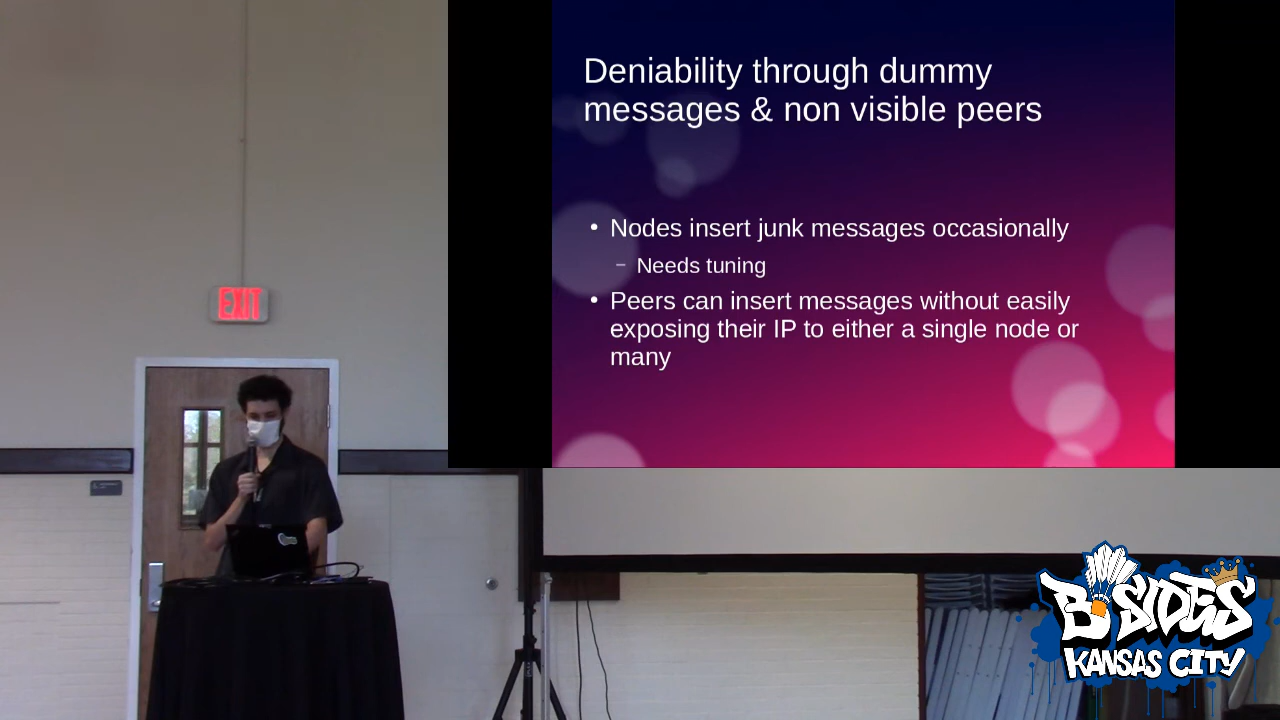 Deniability through dummy
messages & non visible peers
• Nodes insert junk messages occasionally
– Needs tuning
• Peers can insert messages without easily
exposing their IP to either a single node or
many
EXIT
B•SIDES
KANSAS CITY